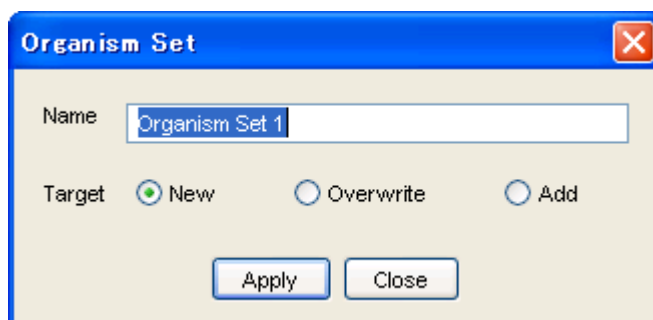 Organism Set
Name Organism Set 1
Target New Overwrite Add
Apply Close